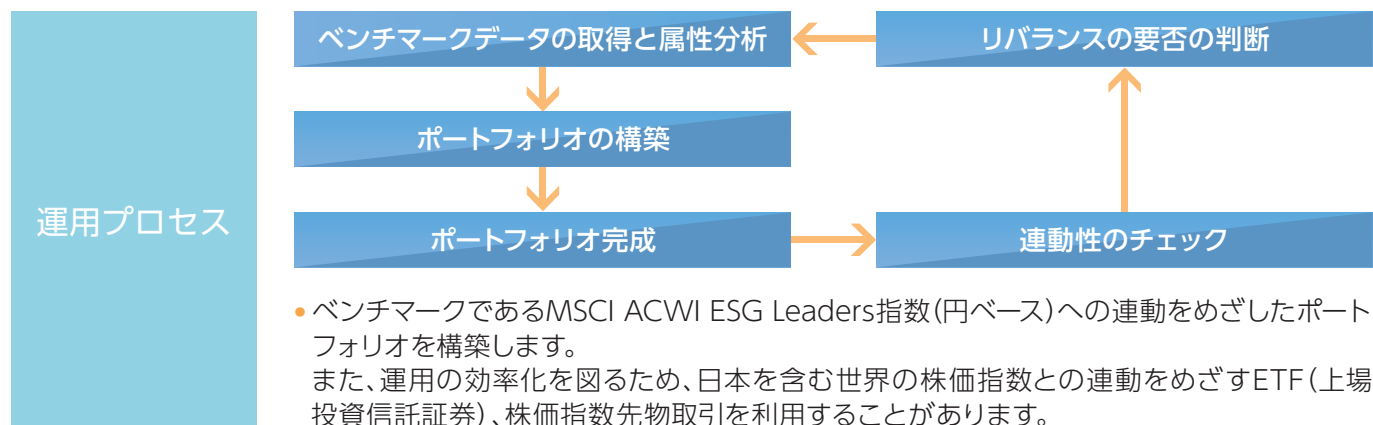 運用プロセス
ベンチマークデータの取得と属性分析
ポートフォリオの構築
ポートフォリオ完成
連動性のチェック
リバランスの要否の判断
• ベンチマークであるMSCI ACWI ESG Leaders指数(円ベース)への連動をめざしたポート
フォリオを構築します。
また、運用の効率化を図るため、日本を含む世界の株価指数との連動をめざすETF(上場
投資信託証券)、株価指数先物取引を利用することがあります。